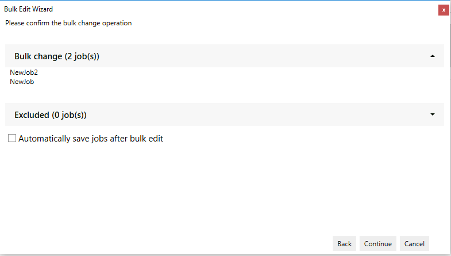 Bulk Edit Wizard
x
Please confirm the bulk change operation
Bulk change (2 job(s))
NewJob2
NewJob
Excluded (0 job(s))
Automatically save jobs after bulk edit
Back Continue Cancel